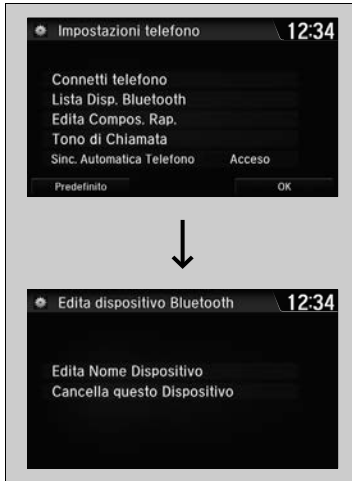 Impostazioni telefono 12:34
Connetti telefono
Lista Disp. Bluetooth
Edita Compos. Rap.
Tono di Chiamata
Sinc. Automatica Telefono Acceso
Predefinito OK
Edita dispositivo Bluetooth 12:34
Edita Nome Dispositivo
Cancella questo Dispositivo